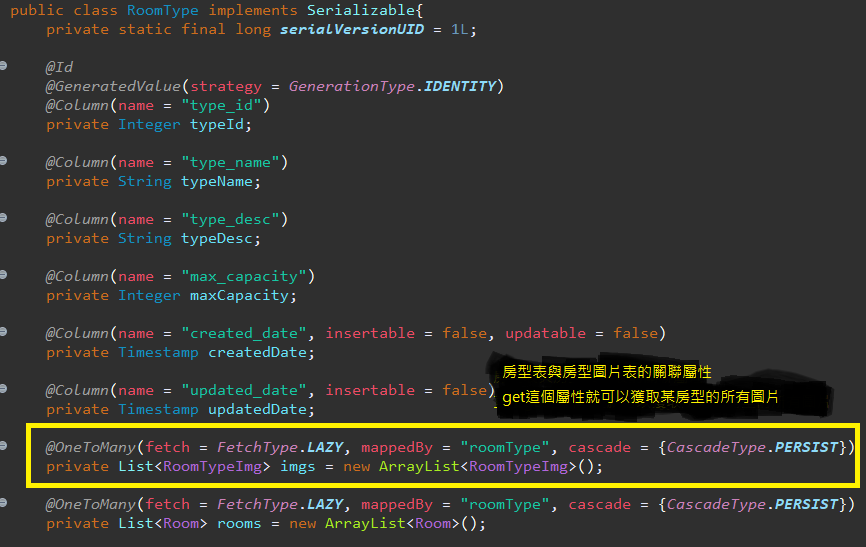 public class RoomType implements Serializable{
private static final long serialVersionUID = 1L;
@Id
@GeneratedValue(strategy = GenerationType.IDENTITY)
@Column(name = "type_id")
private Integer typeId;
@Column(name = "type_name")
private String typeName;
@Column(name = "type_desc")
private String typeDesc;
@Column(name = "max_capacity")
private Integer maxCapacity;
@Column(name = "created_date", insertable = false, updatable = false)
private Timestamp createdDate;
房型表與房型圖片表的關聯屬性
@Column(name = "updated_date", insertable = false)
get這個屬性就可以獲取某房型的所有圖片
private Timestamp updatedDate;
@OneToMany(fetch = FetchType.LAZY, mappedBy = "roomType", cascade = {CascadeType.PERSIST})
private List<RoomTypeImg> imgs = new ArrayList<RoomTypeImg>();
@OneToMany(fetch = FetchType.LAZY, mappedBy = "roomType", cascade = {CascadeType.PERSIST})
private List<Room> rooms = new ArrayList<Room>();